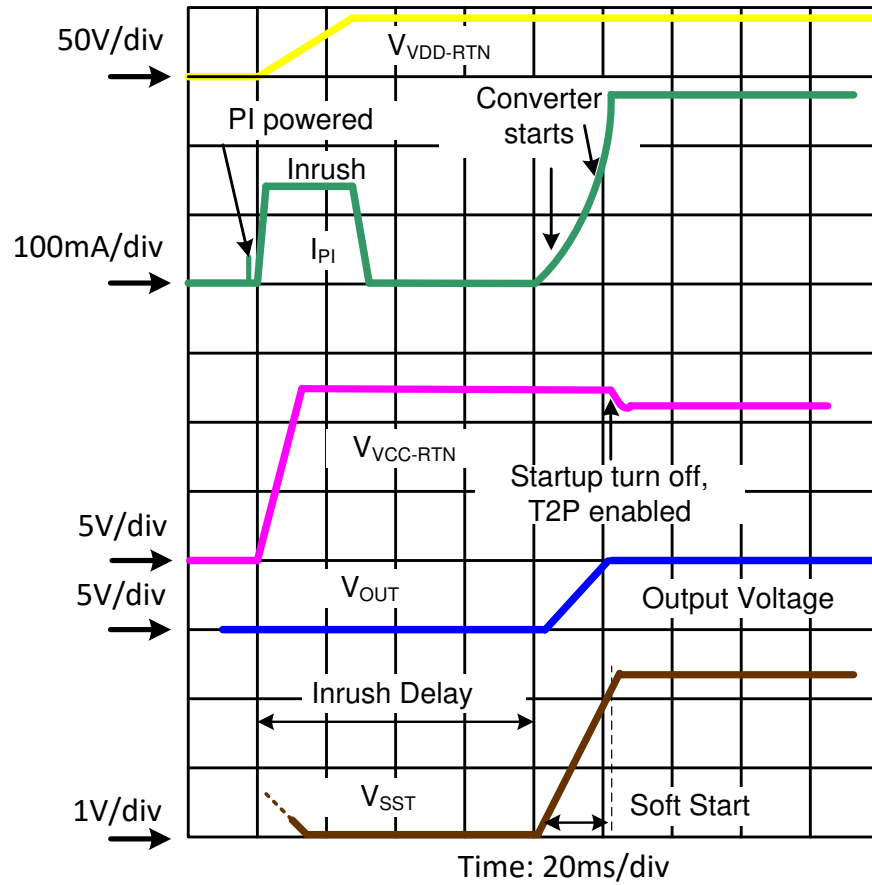 50V/div
VVDD-RTN
Converter
starts
PI powered
Inrush
100mA/div
IPI
VVCC-RTN
Startup turn off,
T2P enabled
5V/div
5V/div
VOUT
Output Voltage
Inrush Delay
1V/div
VSST
Soft Start
Time: 20ms/div